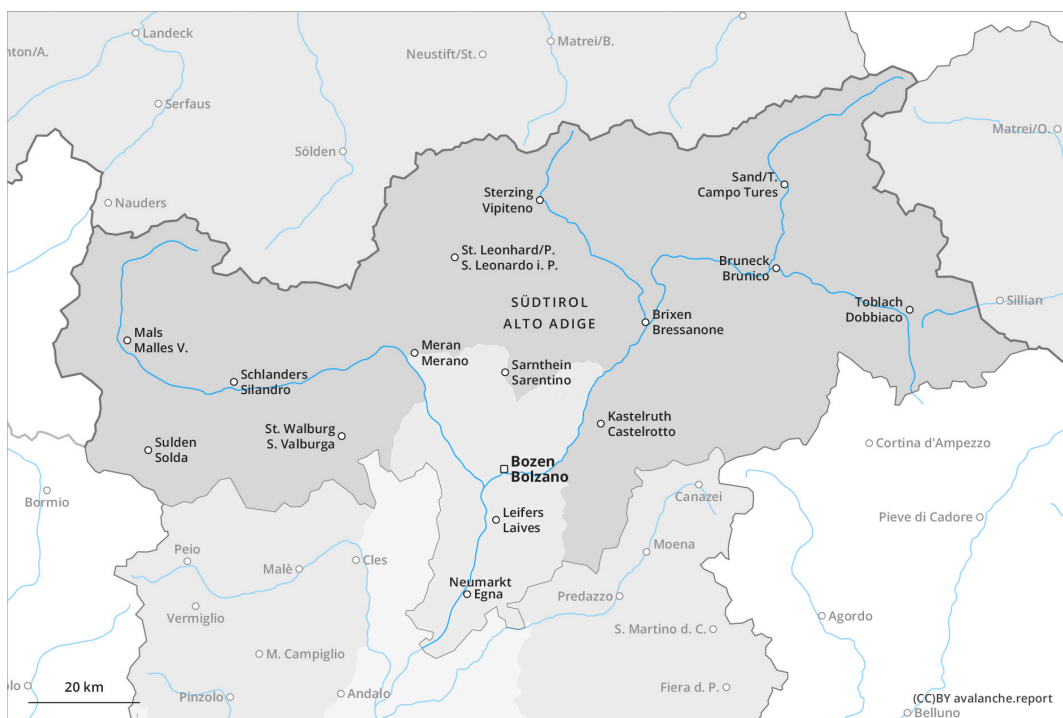 Landeck
nton/A.
Neustift/St.
Matrei/B.
Serfaus
Sölden
Matrei/O.
Nauders
Sterzing
Vipiteno
Sand/T.
Campo Tures
St. Leonhard/P.
S. Leonardo i. P.
Bruneck
Brunico
SÜDTIROL
ALTO ADIGE
Toblach
Dobbiaco
Sillian
Brixen
Bressanone
Mals
Malles V.
Meran
Merano
Sarnthein
Sarentino
Schlanders
Silandro
St. Walburg
S. Valburga
Kastelruth
Castelrotto
Sulden
Solda
Cortina d'Ampezzo
Bozen
Bolzano
Bormio
Canazei
Leifers
Laives
Pieve di Cadore
Peio
Malè
Cles
Moena
Neumarkt
Egna
Predazzo
Vermiglio
Agordo
S. Martino d. C.
M. Campiglio
olo
20 km
Pinzolo
Andalo
Fiera d. P.
(CC)BY avalanche.report
Belluno